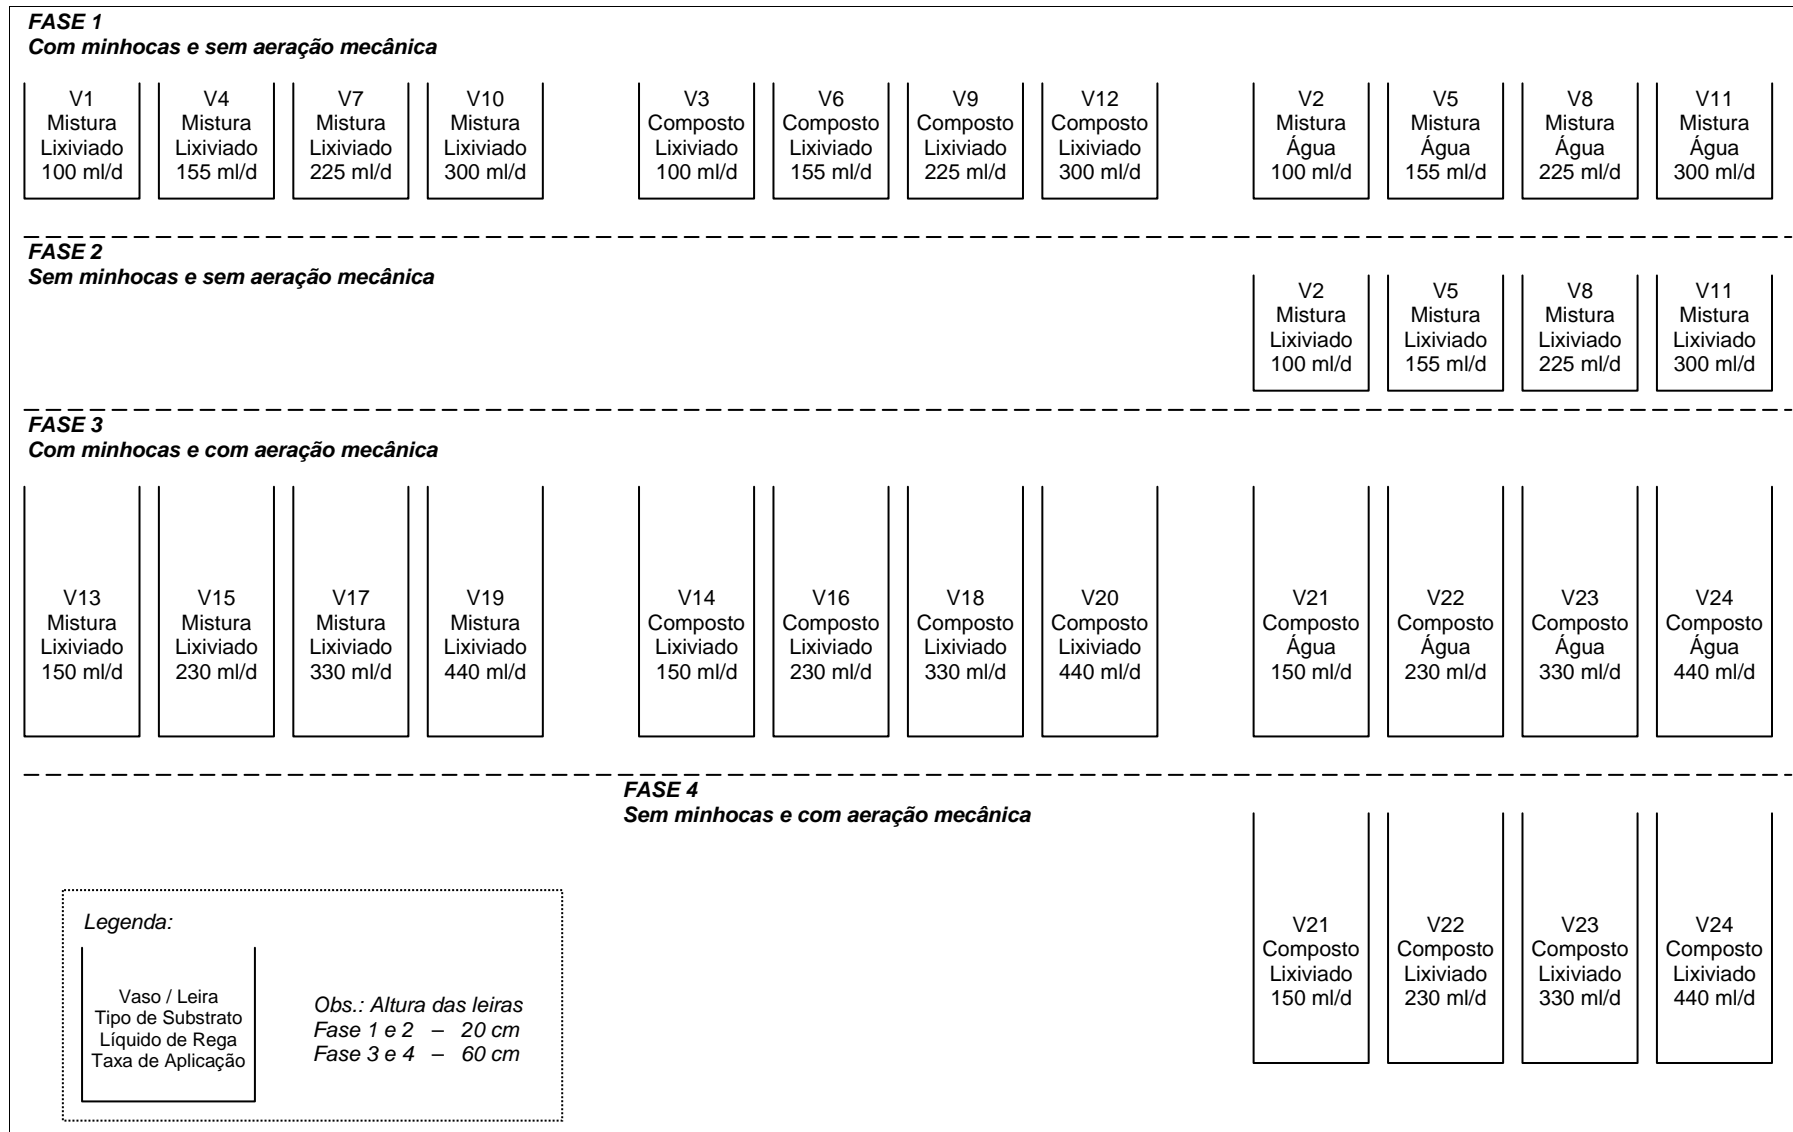 FASE 1
Com minhocas e sem aeração mecânica
V1
Mistura
Lixiviado
100 ml/d
V4
Mistura
Lixiviado
155 ml/d
V7
Mistura
Lixiviado
225 ml/d
V10
Mistura
Lixiviado
300 ml/d
V3
Composto
Lixiviado
100 ml/d
V6
Composto
Lixiviado
155 ml/d
V9
Composto
Lixiviado
225 ml/d
V12
Composto
Lixiviado
300 ml/d
V2
Mistura
Água
100 ml/d
V5
Mistura
Água
155 ml/d
V8
Mistura
Água
225 ml/d
V11
Mistura
Água
300 ml/d
FASE 2
Sem minhocas e sem aeração mecânica
V2
Mistura
Lixiviado
100 ml/d
V5
Mistura
Lixiviado
155 ml/d
V8
Mistura
Lixiviado
225 ml/d
V11
Mistura
Lixiviado
300 ml/d
FASE 3
Com minhocas e com aeração mecânica
V13
Mistura
Lixiviado
150 ml/d
V15
Mistura
Lixiviado
230 ml/d
V17
Mistura
Lixiviado
330 ml/d
V19
Mistura
Lixiviado
440 ml/d
V14
Composto
Lixiviado
150 ml/d
V16
Composto
Lixiviado
230 ml/d
V18
Composto
Lixiviado
330 ml/d
V20
Composto
Lixiviado
440 ml/d
V21
Composto
Água
150 ml/d
V22
Composto
Água
230 ml/d
V23
Composto
Água
330 ml/d
V24
Composto
Água
440 ml/d
FASE 4
Sem minhocas e com aeração mecânica
V21
Composto
Lixiviado
150 ml/d
V22
Composto
Lixiviado
230 ml/d
V23
Composto
Lixiviado
330 ml/d
V24
Composto
Lixiviado
440 ml/d
Legenda:
Vaso / Leira
Tipo de Substrato
Líquido de Rega
Taxa de Aplicação
Obs.: Altura das leiras
Fase 1 e 2 – 20 cm
Fase 3 e 4 – 60 cm